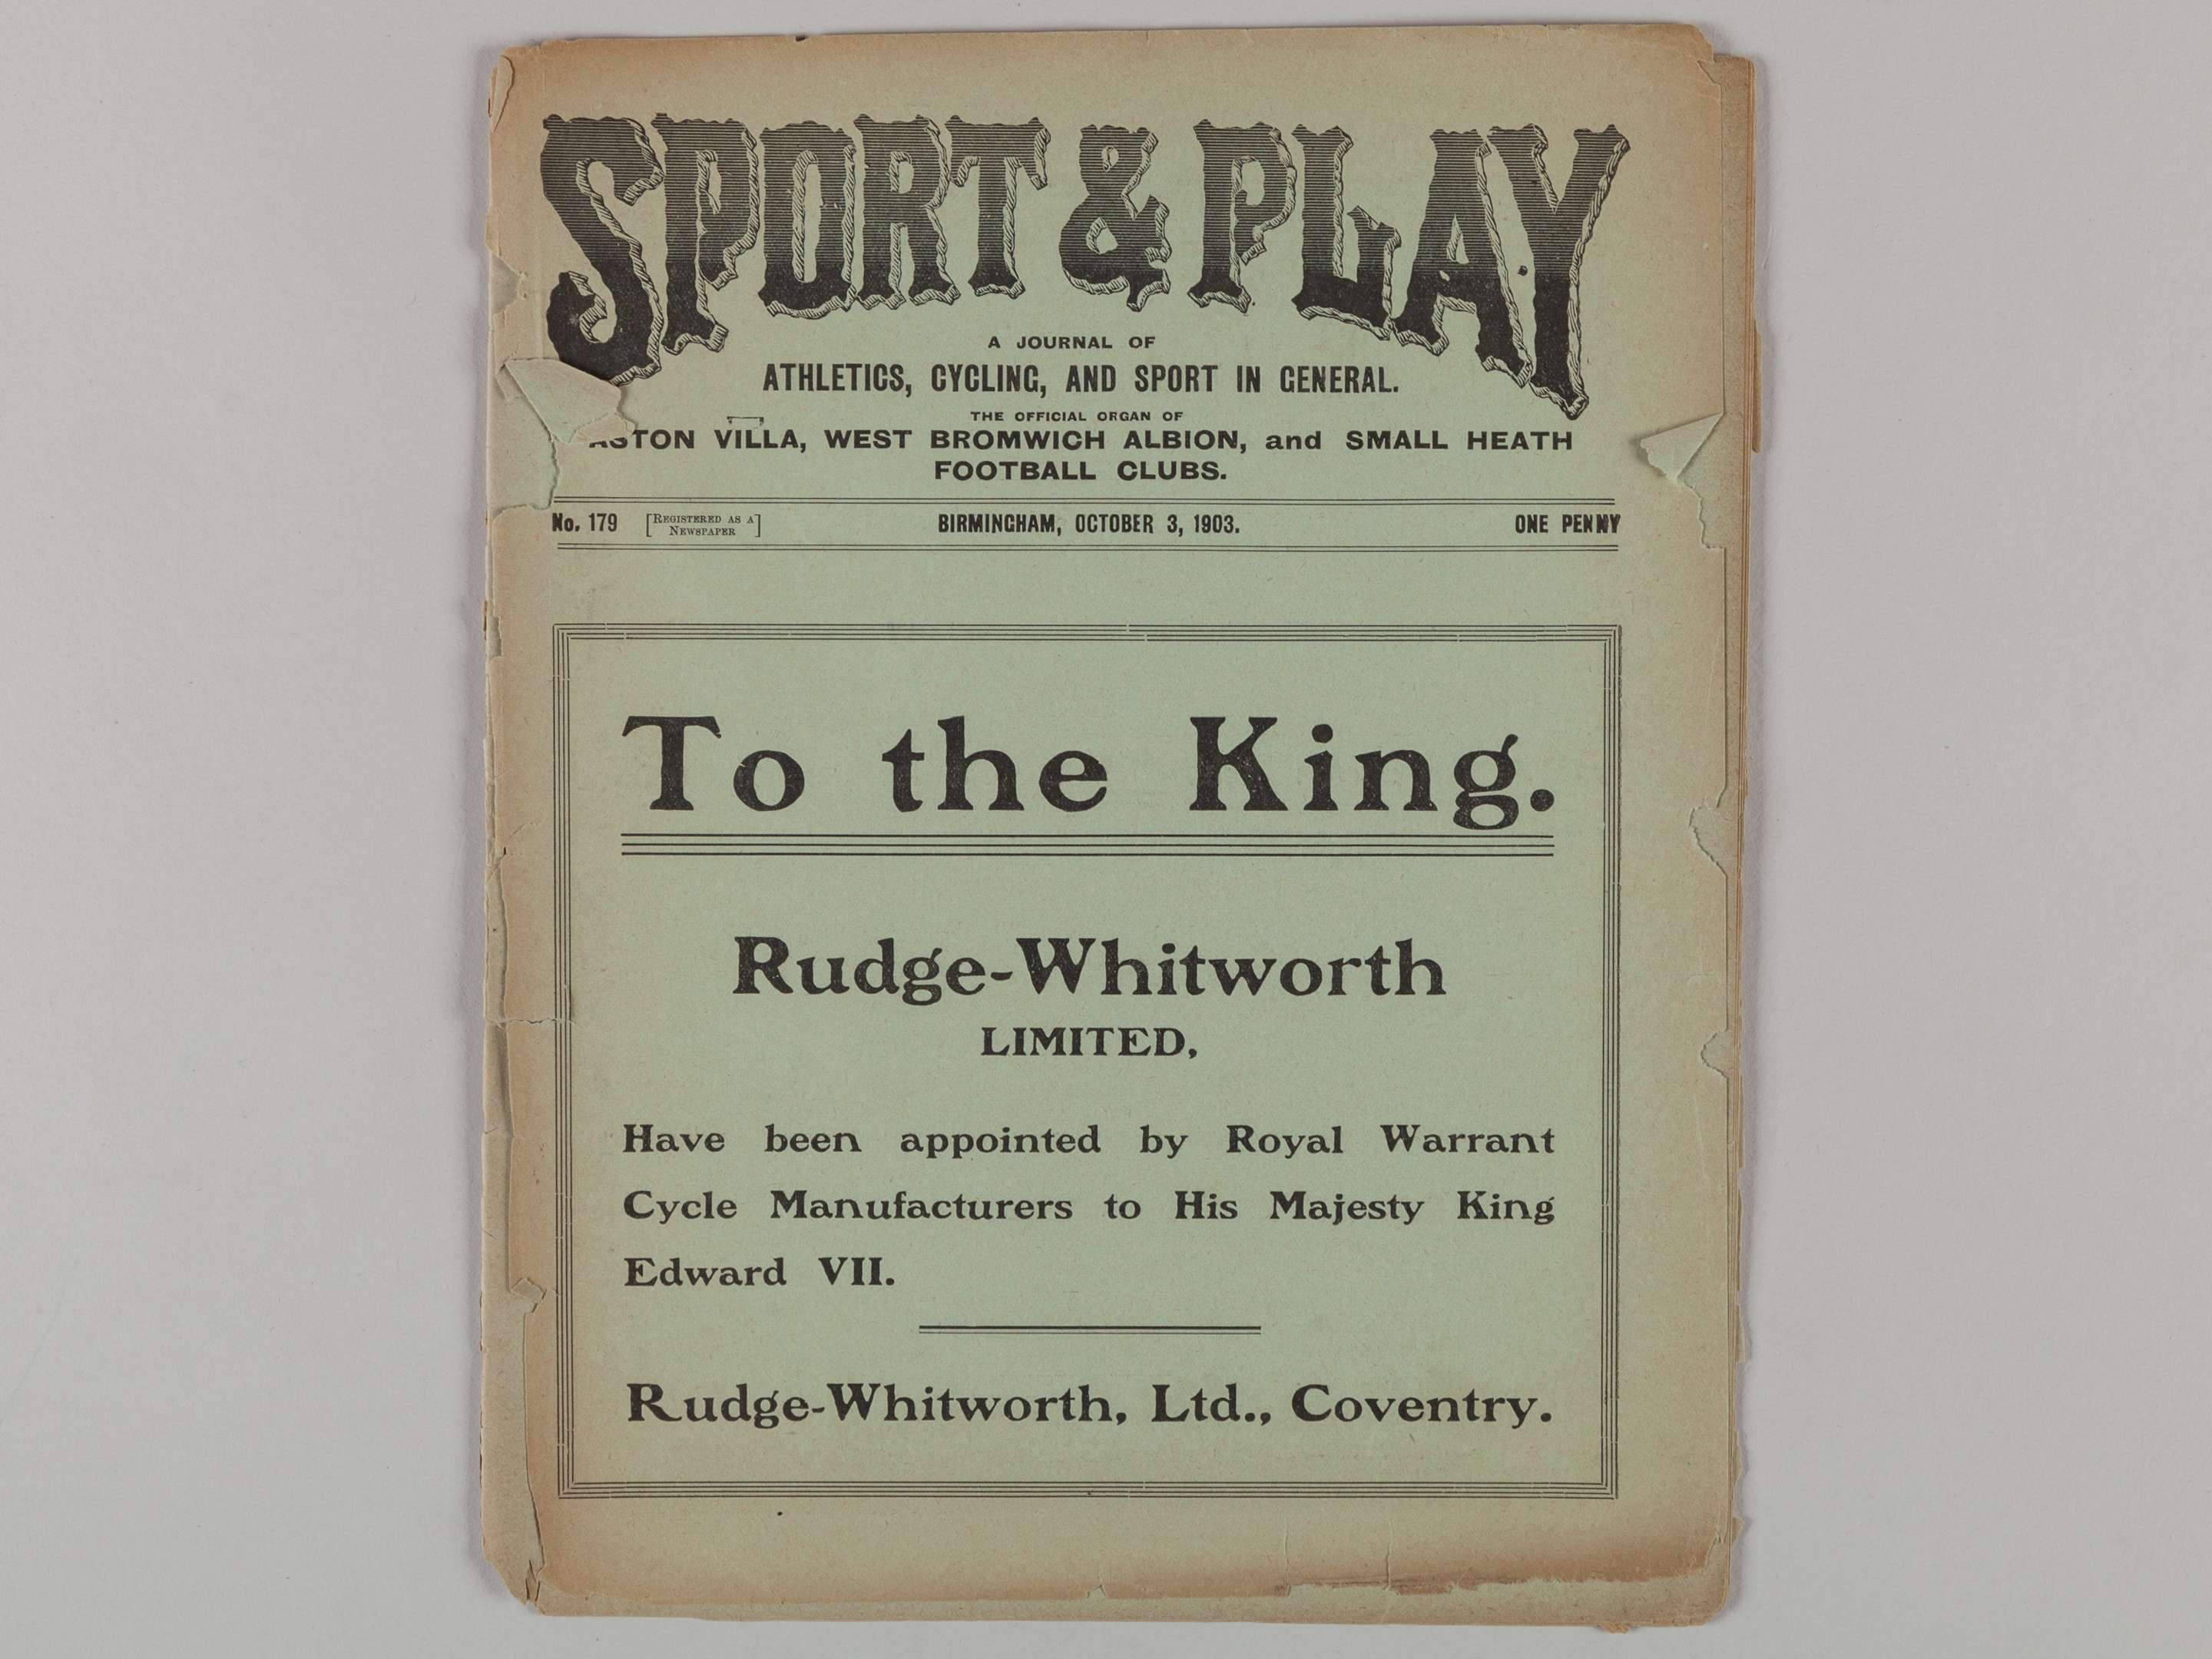 SPORT & PLAY
A JOURNAL OF
ATHLETICS, CYCLING, AND SPORT IN GENERAL.
THE OFFICIAL ORGAN OF
ASTON VILLA, WEST BROMWICH ALBION, and SMALL HEATH
FOOTBALL CLUBS.
No. 179 [REGISTERED AS A NEWSPAPER] BIRMINGHAM, OCTOBER 3, 1903. ONE PENNY
To the King.
Rudge-Whitworth
LIMITED,
Have been appointed by Royal Warrant
Cycle Manufacturers to His Majesty King
Edward VII.
Rudge-Whitworth, Ltd., Coventry.